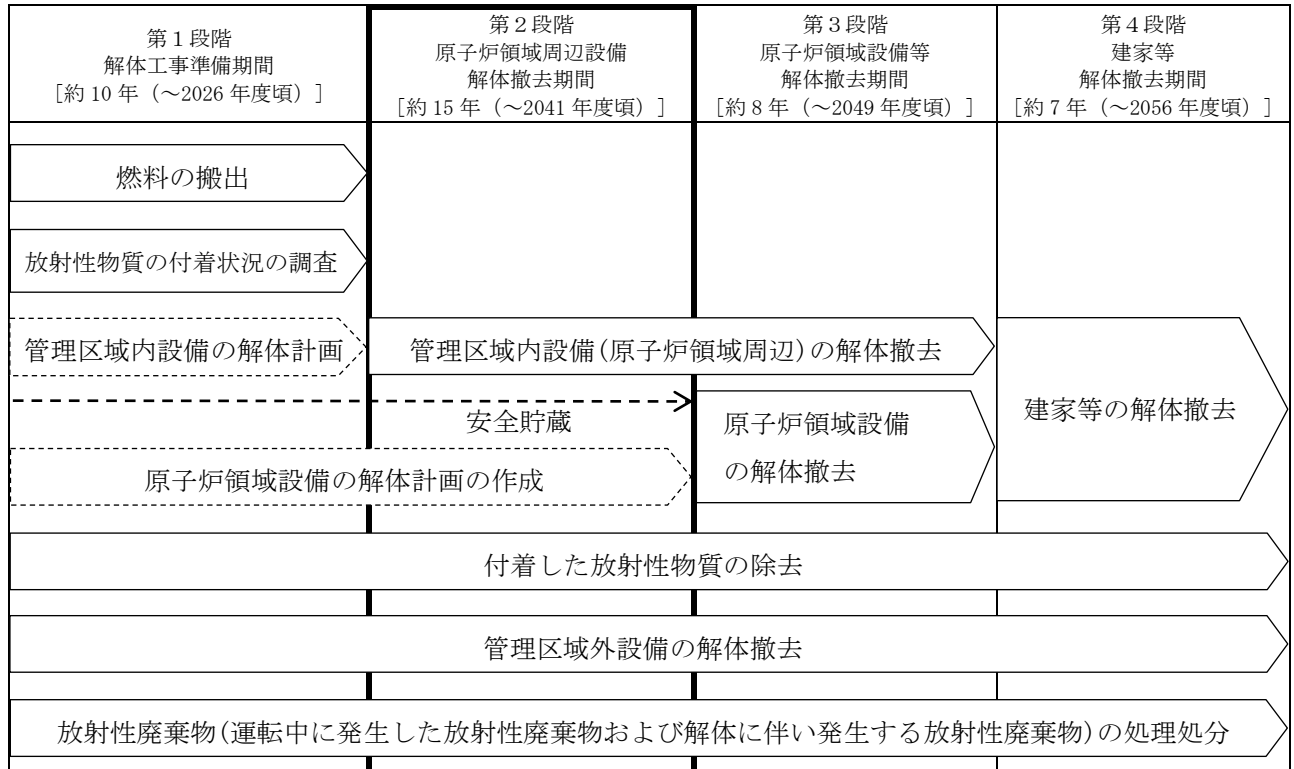 第１段階
解体工事準備期間
［約 10 年（～2026 年度頃）］
第２段階
原子炉領域周辺設備
解体撤去期間
［約 15 年（～2041 年度頃）］
第３段階
原子炉領域設備等
解体撤去期間
［約 8 年（～2049 年度頃）］
第４段階
建家等
解体撤去期間
［約 7 年（～2056 年度頃）］
燃料の搬出
放射性物質の付着状況の調査
管理区域内設備の解体計画
管理区域内設備(原子炉領域周辺)の解体撤去
安全貯蔵
原子炉領域設備の解体計画の作成
原子炉領域設備
の解体撤去
建家等の解体撤去
付着した放射性物質の除去
管理区域外設備の解体撤去
放射性廃棄物(運転中に発生した放射性廃棄物および解体に伴い発生する放射性廃棄物)の処理処分